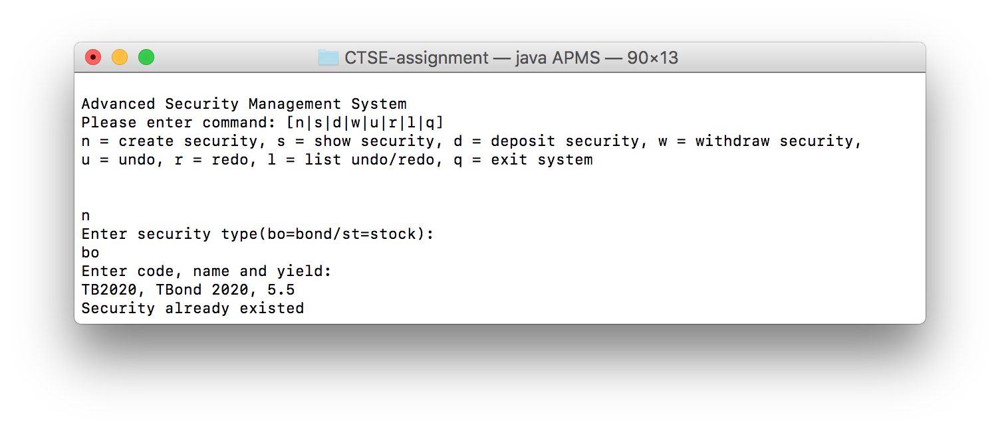 CTSE-assignment — java APMS — 90×13
Advanced Security Management System
Please enter command: [n|s|d|w|u|r|l|q]
n = create security, s = show security, d = deposit security, w = withdraw security,
u = undo, r = redo, l = list undo/redo, q = exit system
n
Enter security type(bo=bond/st=stock):
bo
Enter code, name and yield:
TB2020, TBond 2020, 5.5
Security already existed